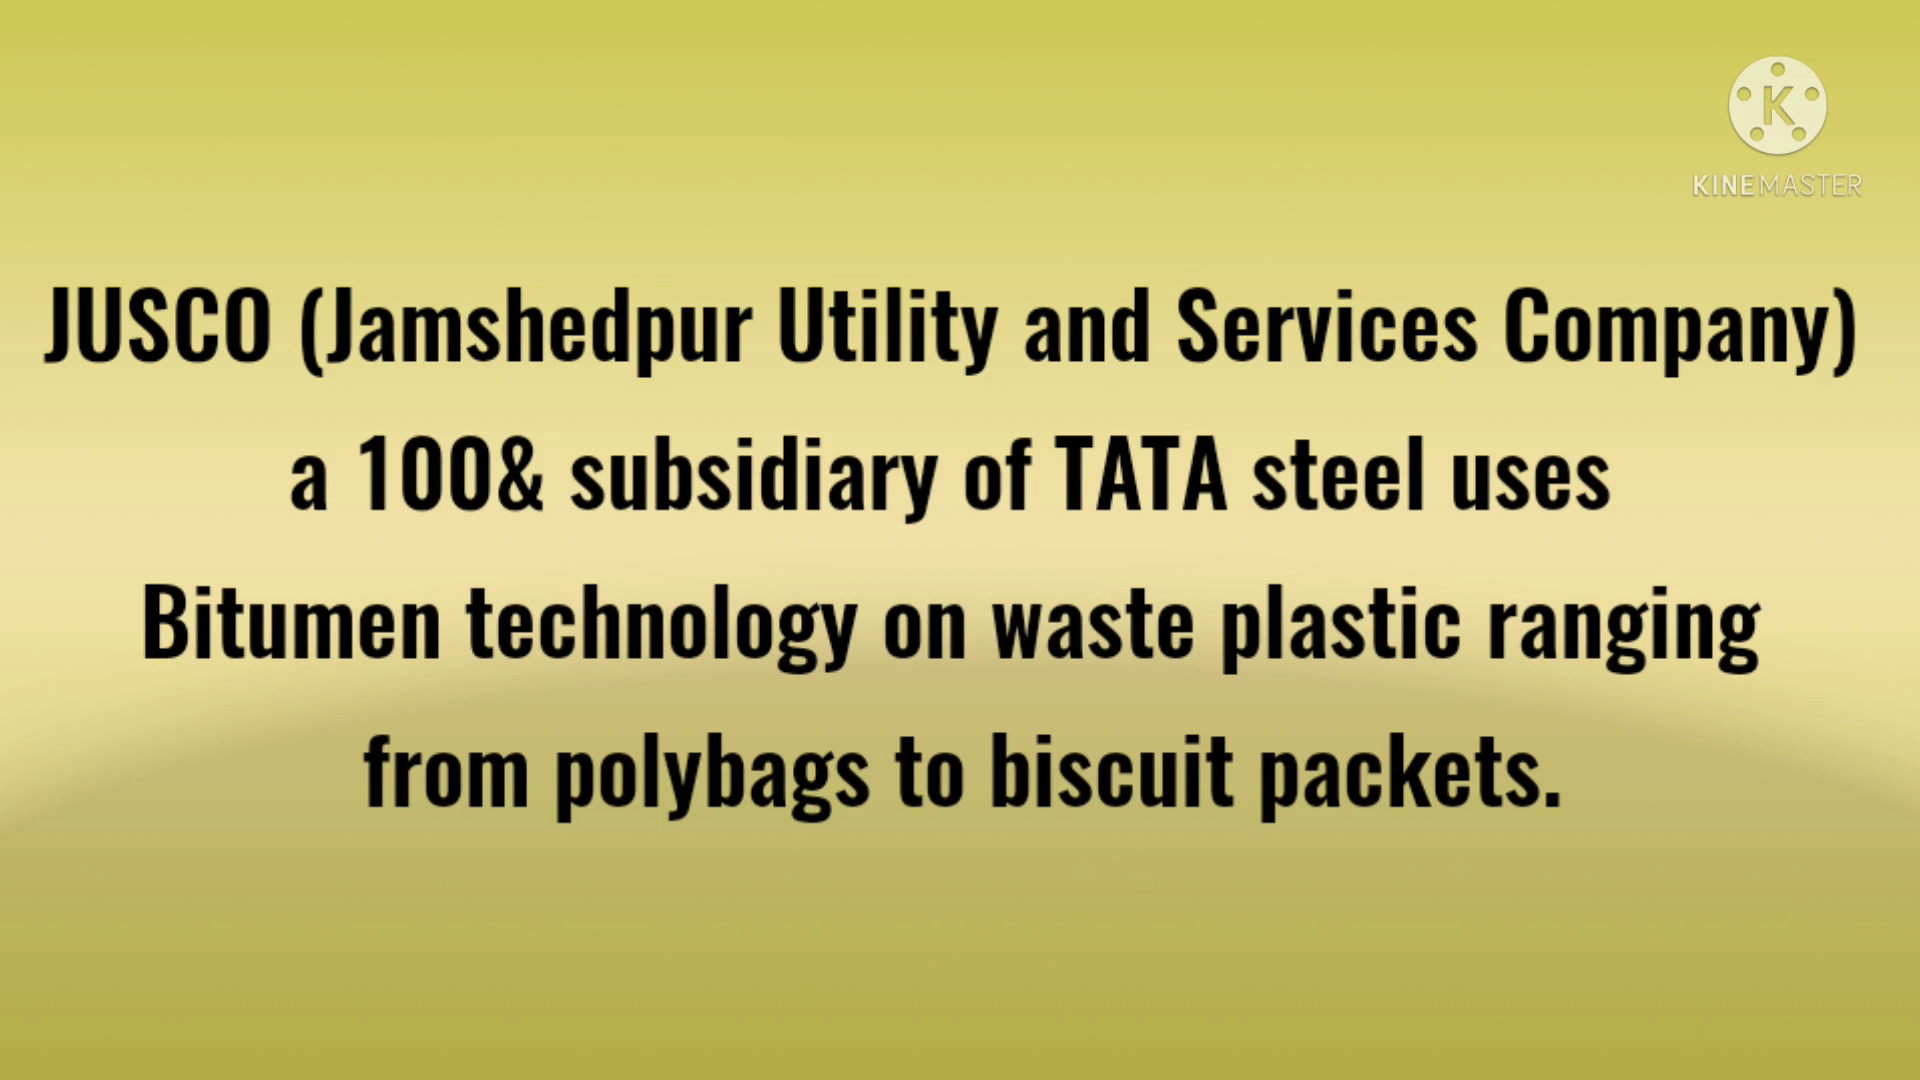 K
KINEMASTER
JUSCO (Jamshedpur Utility and Services Company)
a 100& subsidiary of TATA steel uses
Bitumen technology on waste plastic ranging
from polybags to biscuit packets.